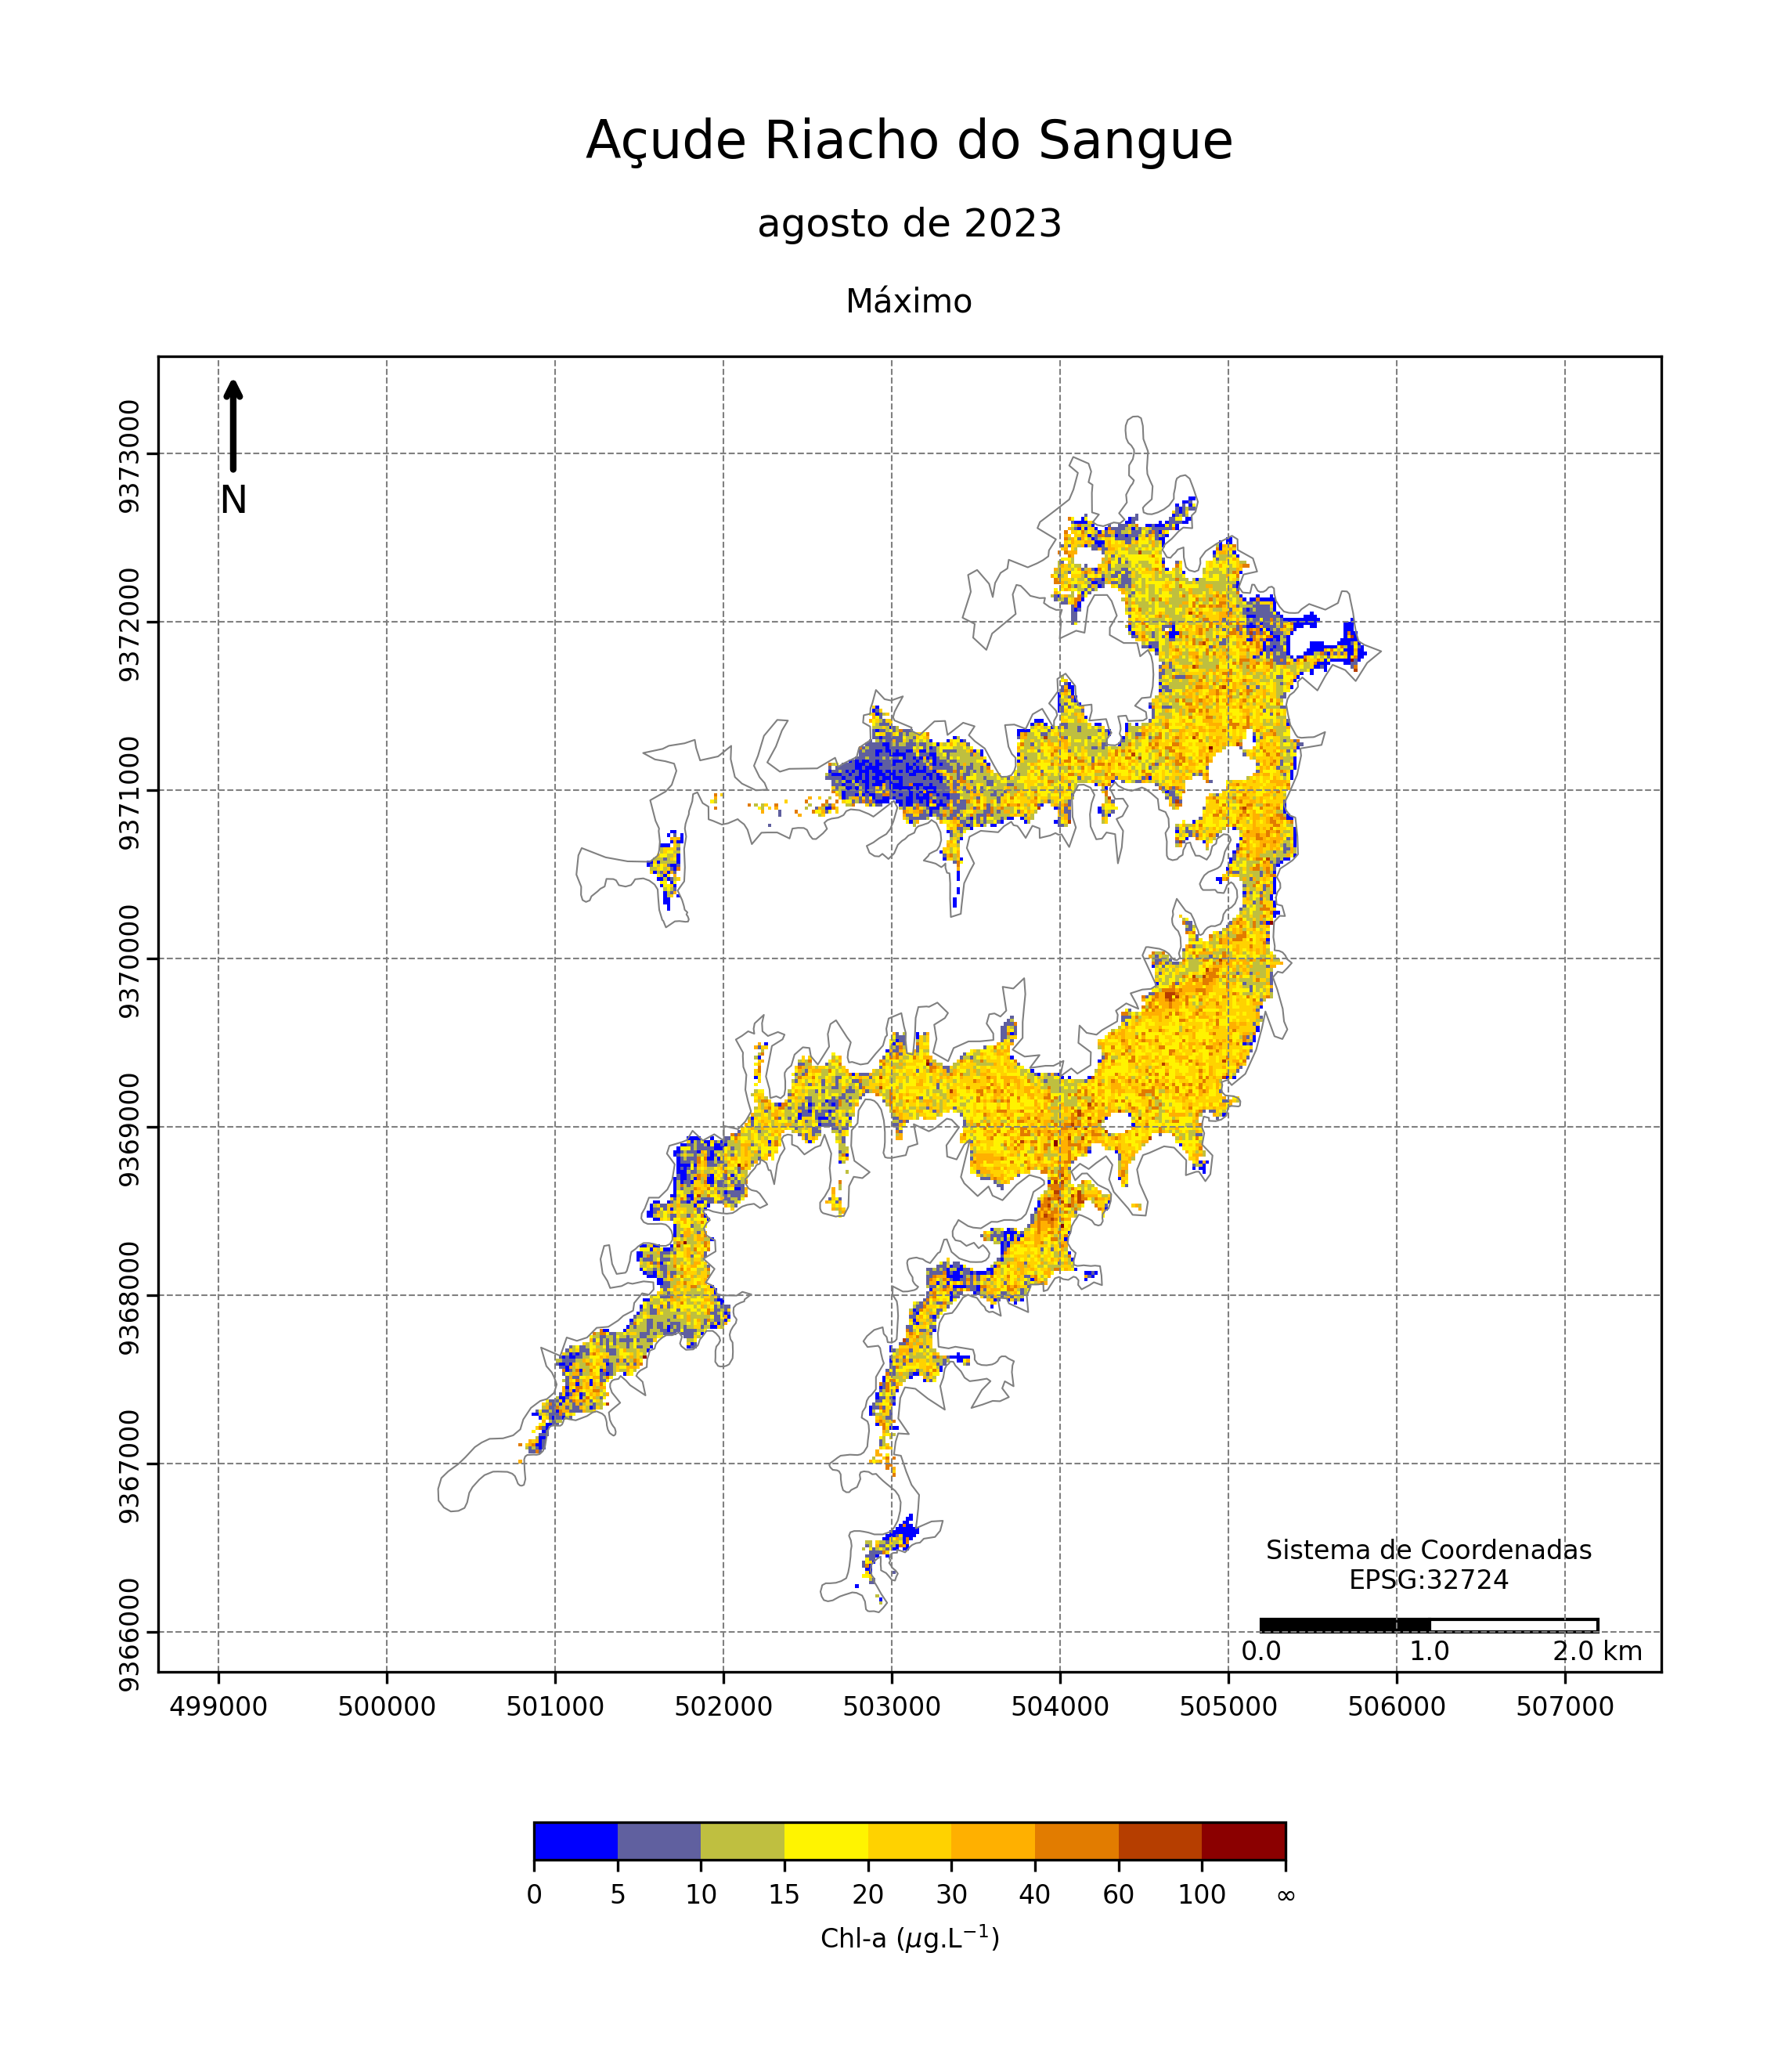 Açude Riacho do Sangue
agosto de 2023
Máximo
N
9373000
9372000
9371000
9370000
9369000
9368000
9367000
9366000
Sistema de Coordenadas
EPSG:32724
0.0 1.0 2.0 km
499000 500000 501000 502000 503000 504000 505000 506000 507000
0 5 10 15 20 30 40 60 100 ∞
Chl-a (μg.L⁻¹)